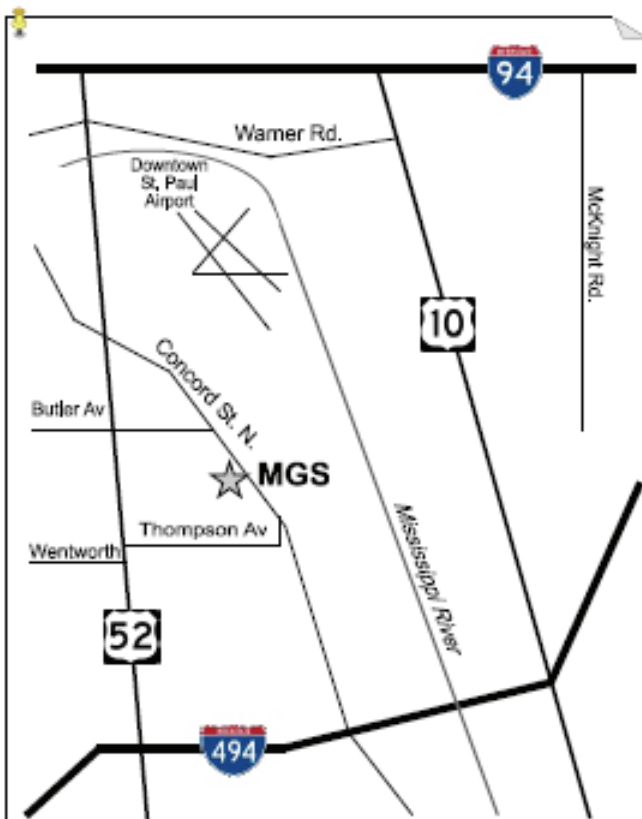 94
Warner Rd.
Downtown
St. Paul
Airport
McKnight Rd.
10
Concord St. N.
Butler Av
MGS
Thompson Av
Wentworth
Mississippi River
52
494